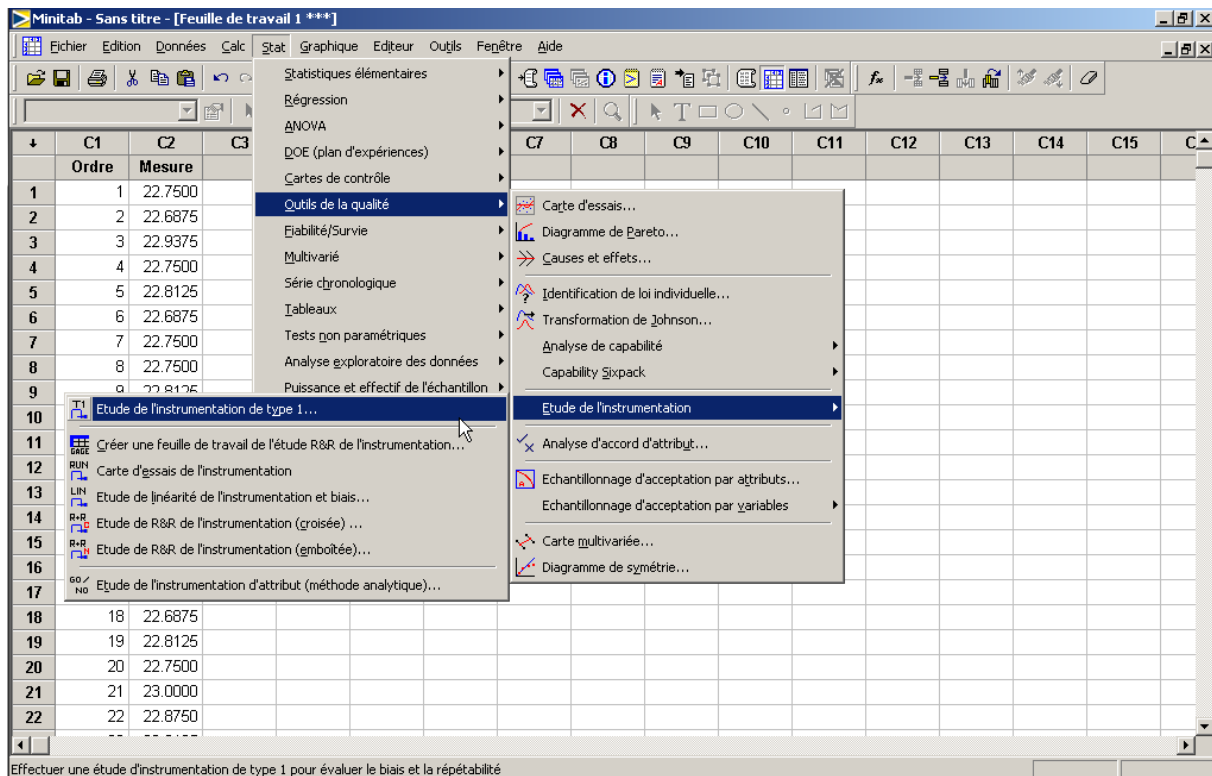 Minitab - Sans titre - [Feuille de travail 1 ***]
Fichier Edition Données Calc Stat Graphique Editeur Outils Fenêtre Aide
C1 C2 C3 C7 C8 C9 C10 C11 C12 C13 C14 C15
Ordre Mesure
1 1 22.7500
2 2 22.6875
3 3 22.9375
4 4 22.7500
5 5 22.8125
6 6 22.6875
7 7 22.7500
8 8 22.7500
9 9 22.8125
10
11
12
13
14
15
16
17
18 18 22.6875
19 19 22.8125
20 20 22.7500
21 21 23.0000
22 22 22.8750
Statistiques élémentaires
Régression
ANOVA
DOE (plan d'expériences)
Cartes de contrôle
Outils de la qualité
Fiabilité/Survie
Multivarié
Série chronologique
Tableaux
Tests non paramétriques
Analyse exploratoire des données
Puissance et effectif de l'échantillon
Carte d'essais...
Diagramme de Pareto...
Causes et effets...
Identification de loi individuelle...
Transformation de Johnson...
Analyse de capabilité
Capability Sixpack
Etude de l'instrumentation
Analyse d'accord d'attribut...
Echantillonnage d'acceptation par attributs...
Echantillonnage d'acceptation par variables
Carte multivariée...
Diagramme de symétrie...
T1 Etude de l'instrumentation de type 1...
GAGE Créer une feuille de travail de l'étude R&R de l'instrumentation...
RUN Carte d'essais de l'instrumentation
LIN Etude de linéarité de l'instrumentation et biais...
R+R C Etude de R&R de l'instrumentation (croisée) ...
R+R N Etude de R&R de l'instrumentation (emboîtée)...
GO/NO Etude de l'instrumentation d'attribut (méthode analytique)...
Effectuer une étude d'instrumentation de type 1 pour évaluer le biais et la répétabilité